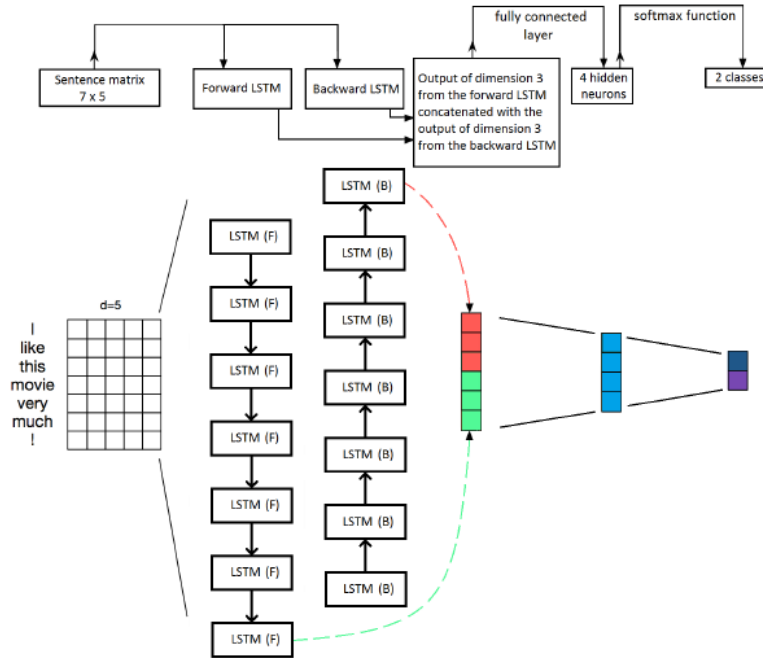 fully connected
layer
softmax function
Sentence matrix
7 x 5
Forward LSTM
Backward LSTM
Output of dimension 3
from the forward LSTM
concatenated with the
output of dimension 3
from the backward LSTM
4 hidden
neurons
2 classes
LSTM (B)
LSTM (F)
LSTM (B)
LSTM (F)
LSTM (B)
LSTM (F)
LSTM (B)
LSTM (F)
LSTM (B)
LSTM (F)
LSTM (B)
LSTM (F)
LSTM (B)
LSTM (F)
d=5
I
like
this
movie
very
much
!